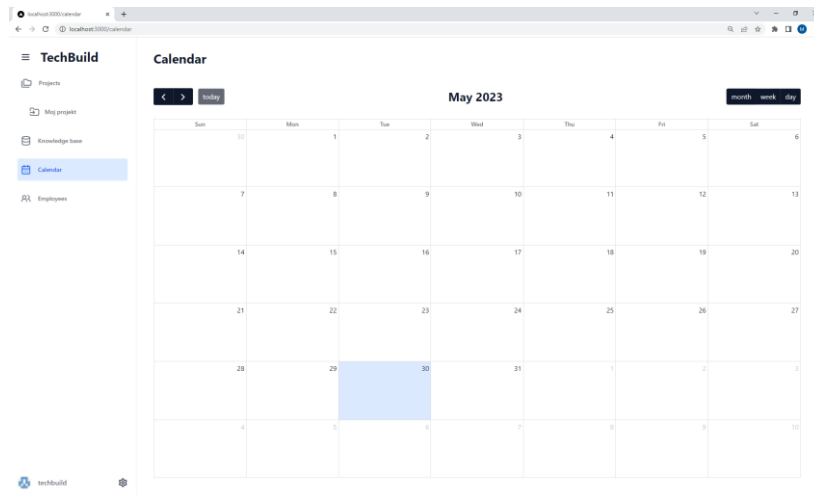 localhost:3000/calendar
localhost:3000/calendar
TechBuild
Projects
Moj projekt
Knowledge base
Calendar
Employees
techbuild
Calendar
today
May 2023
month week day
Sun Mon Tue Wed Thu Fri Sat
30 1 2 3 4 5 6
7 8 9 10 11 12 13
14 15 16 17 18 19 20
21 22 23 24 25 26 27
28 29 30 31 1 2 3
4 5 6 7 8 9 10